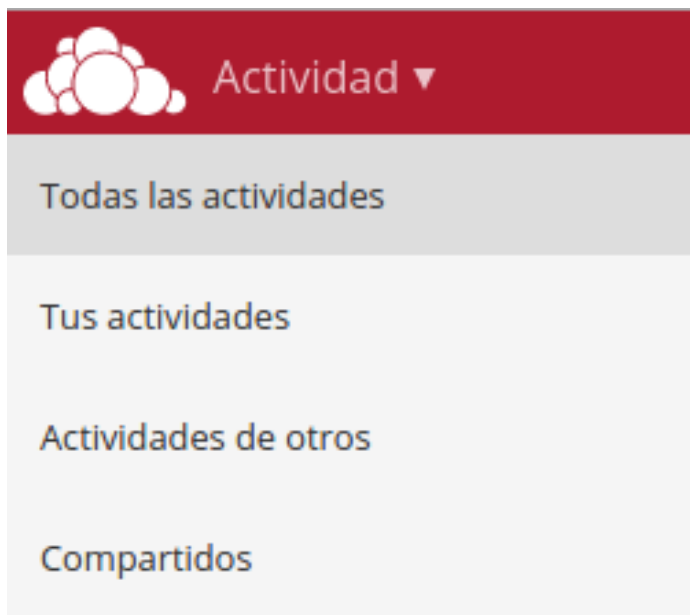 Actividad ▾
Todas las actividades
Tus actividades
Actividades de otros
Compartidos